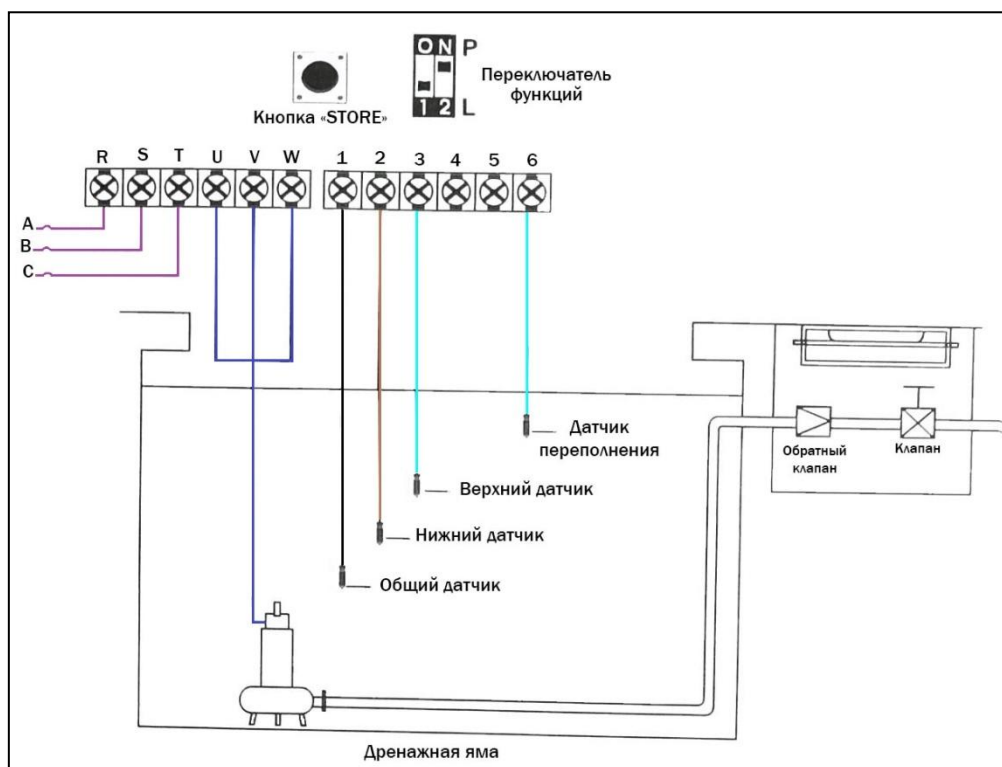 ON P
Переключатель
функций
1 2 L
Кнопка «STORE»
R S T U V W 1 2 3 4 5 6
A
B
C
Датчик
переполнения
Обратный
клапан
Клапан
Верхний датчик
Нижний датчик
Общий датчик
Дренажная яма